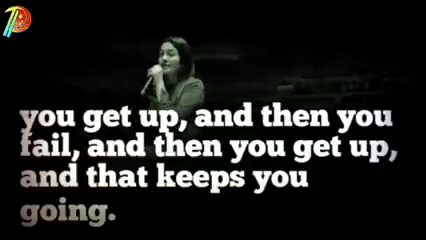 you get up, and then you
fail, and then you get up,
and that keeps you
going.